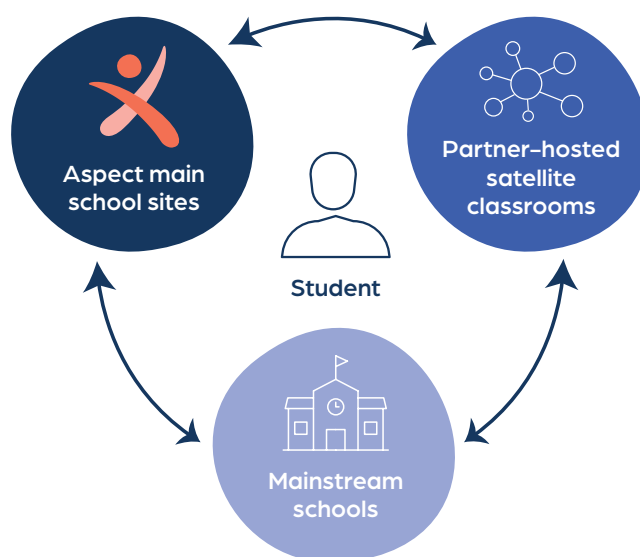 Aspect main
school sites
Partner-hosted
satellite
classrooms
Student
Mainstream
schools